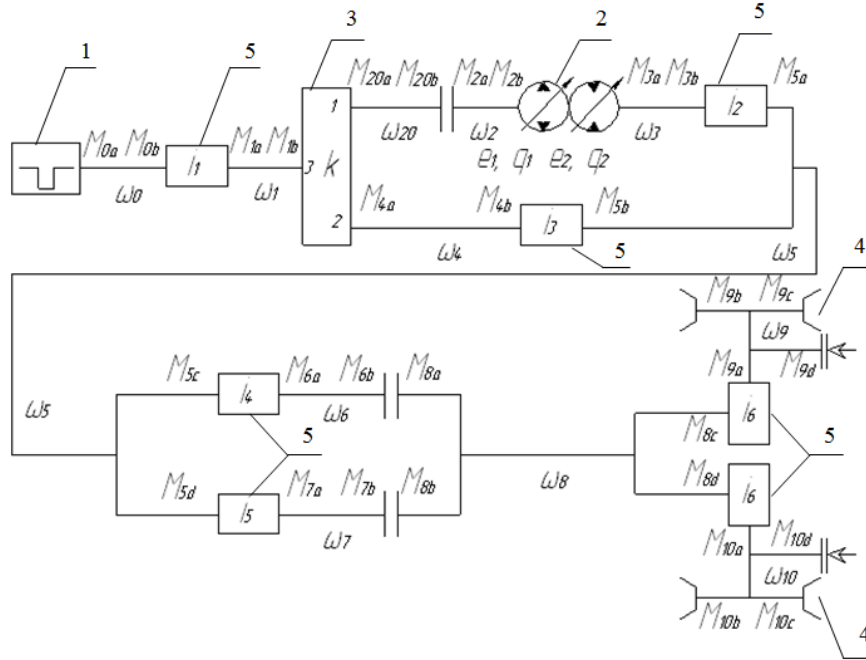 1 5 3 2 5
M20a M20b M2a M2b M3a M3b M5a
1 i2
M0a M0b M1a M1b ω20 ω2 ω3
i1 3 k e1, q1 e2, q2
ω0 ω1 M4a M4b M5b
2 i3
ω4 5 ω5
4
M9b M9c
ω9
M5c M6a M6b M8a M9a M9d
i4 i6
ω5 ω6 M8c
5 5
M5d M7a M7b M8b ω8 M8d
i5 i6
ω7 M10a M10d
ω10
M10b M10c
4